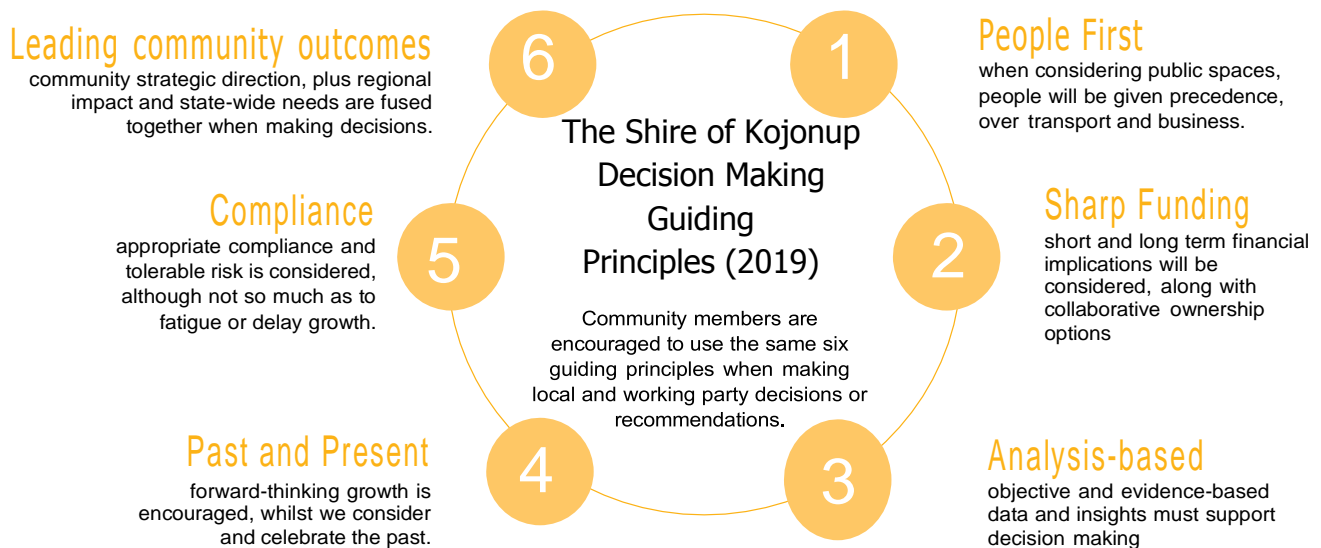 The Shire of Kojonup
Decision Making
Guiding
Principles (2019)
Community members are
encouraged to use the same six
guiding principles when making
local and working party decisions or
recommendations.
1
People First
when considering public spaces,
people will be given precedence,
over transport and business.
2
Sharp Funding
short and long term financial
implications will be
considered, along with
collaborative ownership
options
3
Analysis-based
objective and evidence-based
data and insights must support
decision making
4
Past and Present
forward-thinking growth is
encouraged, whilst we consider
and celebrate the past.
5
Compliance
appropriate compliance and
tolerable risk is considered,
although not so much as to
fatigue or delay growth.
6
Leading community outcomes
community strategic direction, plus regional
impact and state-wide needs are fused
together when making decisions.